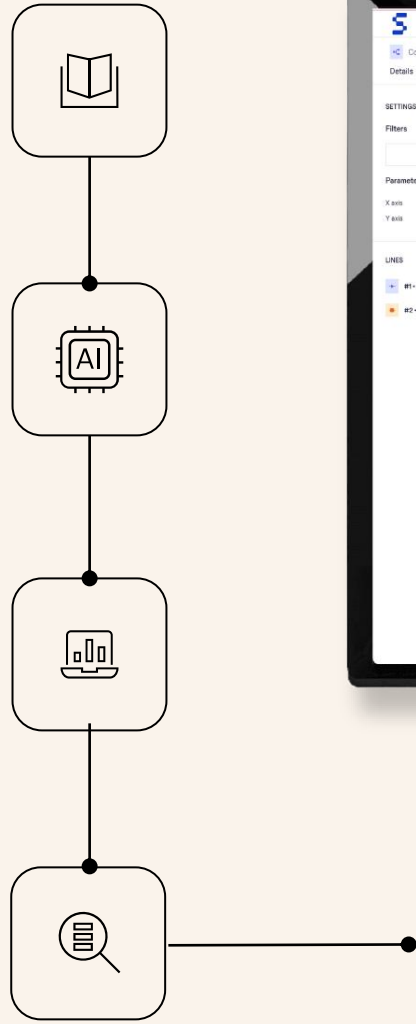 AI
Details
SETTINGS
Filters
X axis
Y axis
LINES
#1
#2